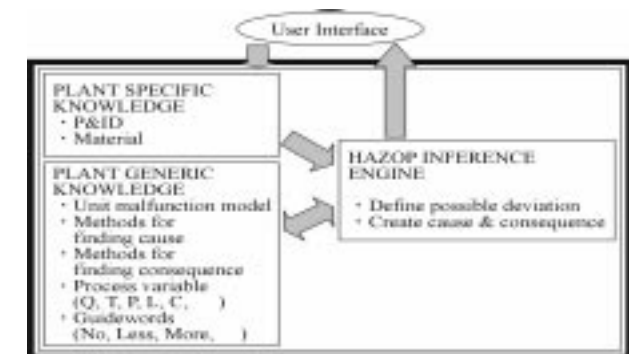 User Interface
PLANT SPECIFIC
KNOWLEDGE
· P&ID
· Material
PLANT GENERIC
KNOWLEDGE
· Unit malfunction model
· Methods for
finding cause
· Methods for
finding consequence
· Process variable
(Q, T, P, L, C, )
· Guidewords
(No, Less, More, )
HAZOP INFERENCE
ENGINE
· Define possible deviation
· Create cause & consequence